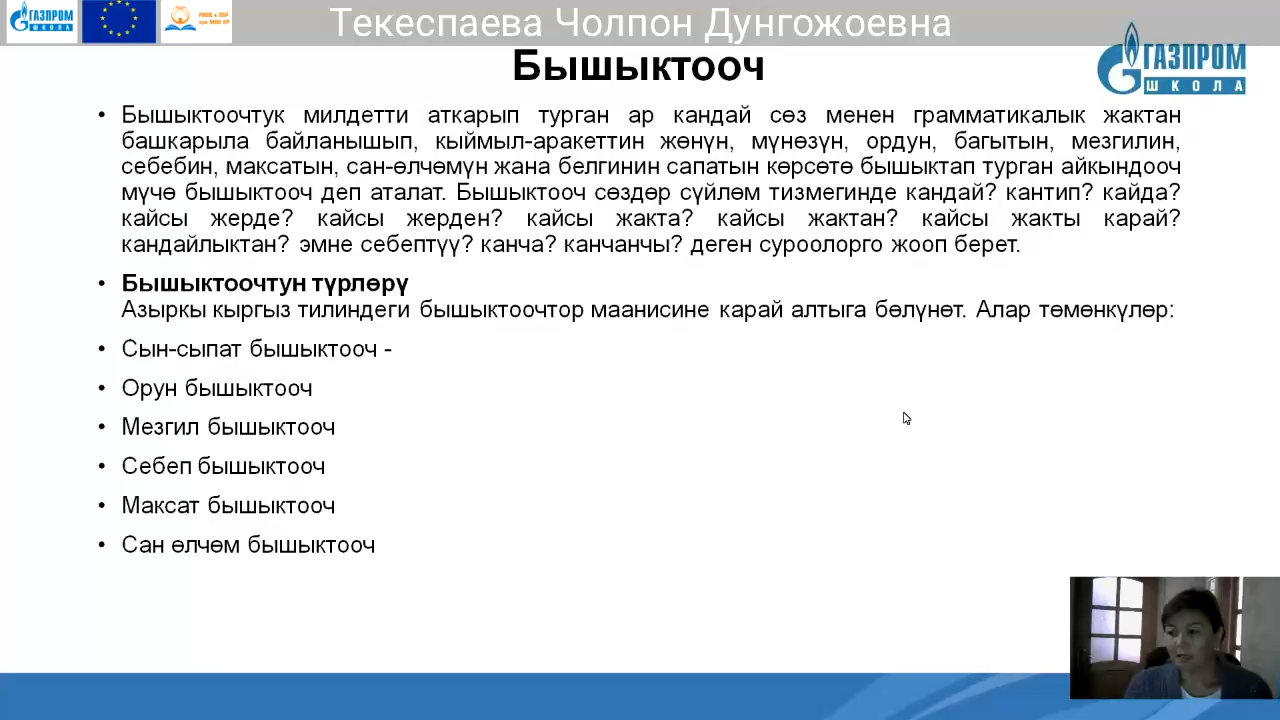 ГАЗПРОМ
ШКОЛА
Текеспаева Чолпон Дунгожоевна
Бышыктооч
ГАЗПРОМ
ШКОЛА
• Бышыктоочтук милдетти аткарып турган ар кандай сөз менен грамматикалык жактан
башкарыла байланышып, кыймыл-аракеттин жөнүн, мүнөзүн, ордун, багытын, мезгилин,
себебин, максатын, сан-өлчөмүн жана белгинин сапатын көрсөтө бышыктап турган айкындооч
мүчө бышыктооч деп аталат. Бышыктооч сөздөр сүйлөм тизмегинде кандай? кантип? кайда?
кайсы жерде? кайсы жерден? кайсы жакта? кайсы жактан? кайсы жакты карай?
кандайлыктан? эмне себептүү? канча? канчанчы? деген суроолорго жооп берет.
• Бышыктоочтун түрлөрү
Азыркы кыргыз тилиндеги бышыктоочтор маанисине карай алтыга бөлүнөт. Алар төмөнкүлөр:
• Сын-сыпат бышыктооч -
• Орун бышыктооч
• Мезгил бышыктооч
• Себеп бышыктооч
• Максат бышыктооч
• Сан өлчөм бышыктооч